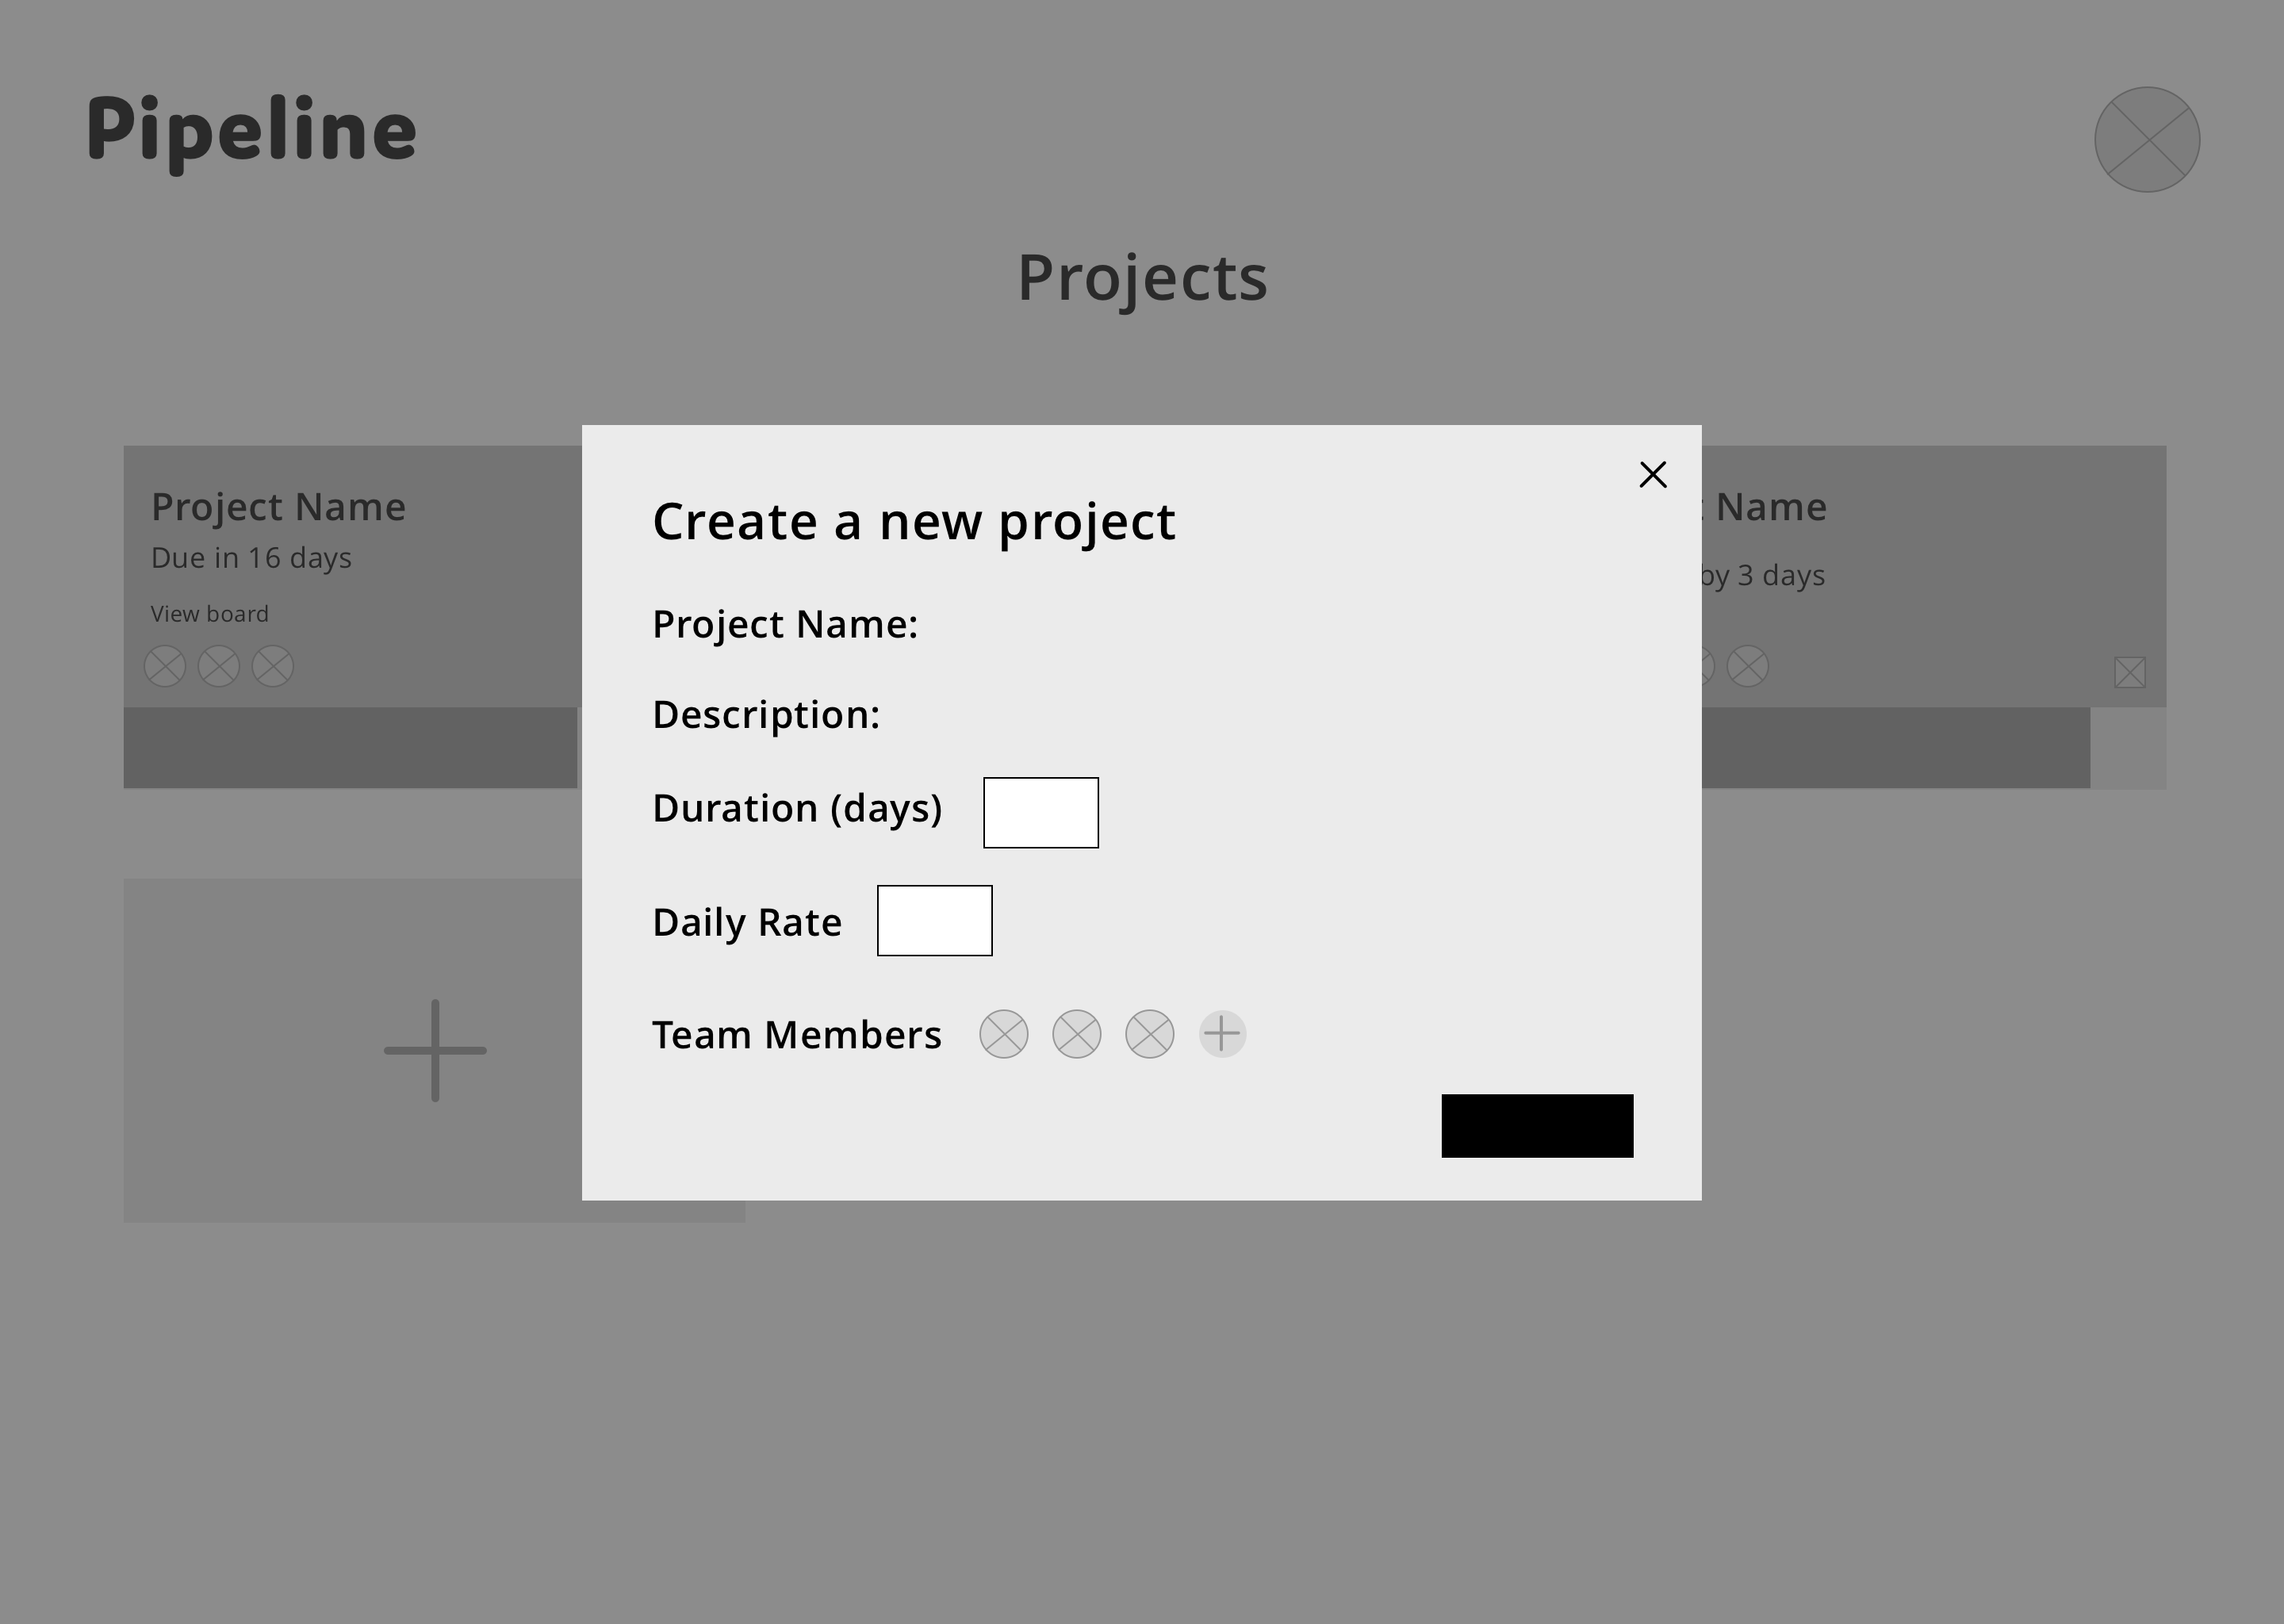 Pipeline
Projects
Project Name
Due in 16 days
View board
Name
by 3 days
Create a new project
Project Name:
Description:
Duration (days)
Daily Rate
Team Members